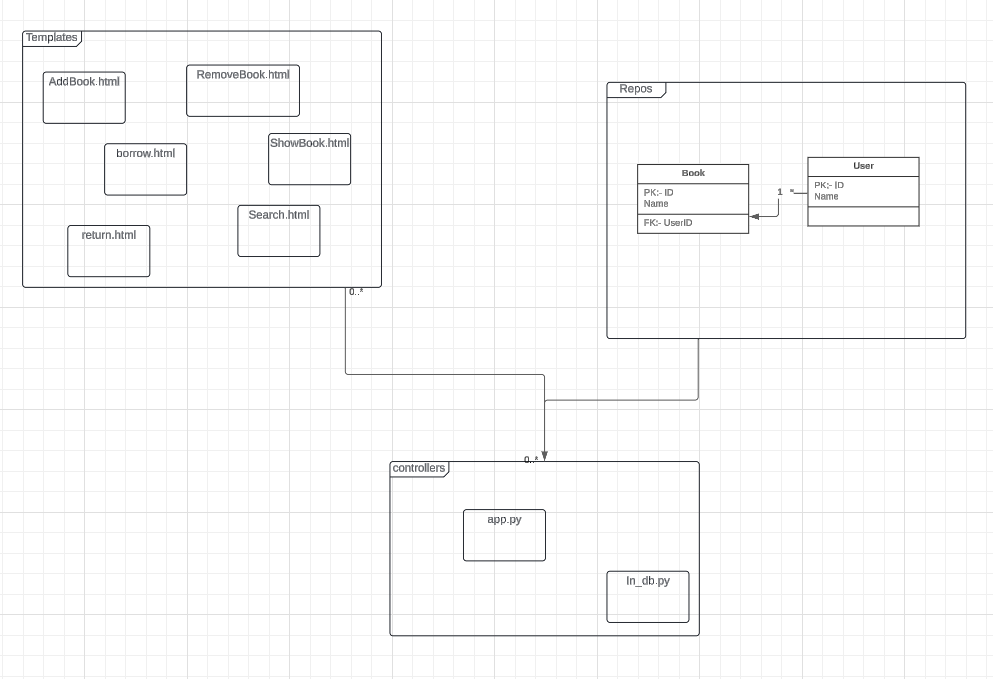 Templates
AddBook.html
RemoveBook.html
borrow.html
ShowBook.html
return.html
Search.html
0..*
Repos
Book
PK:- ID
Name
FK:- UserID
1
*
User
PK:- ID
Name
0..*
controllers
app.py
In_db.py